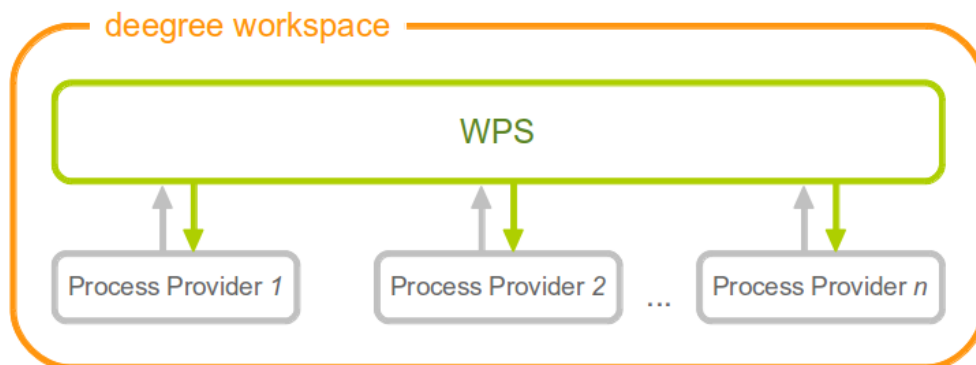 deegree workspace
WPS
Process Provider 1
Process Provider 2
...
Process Provider n